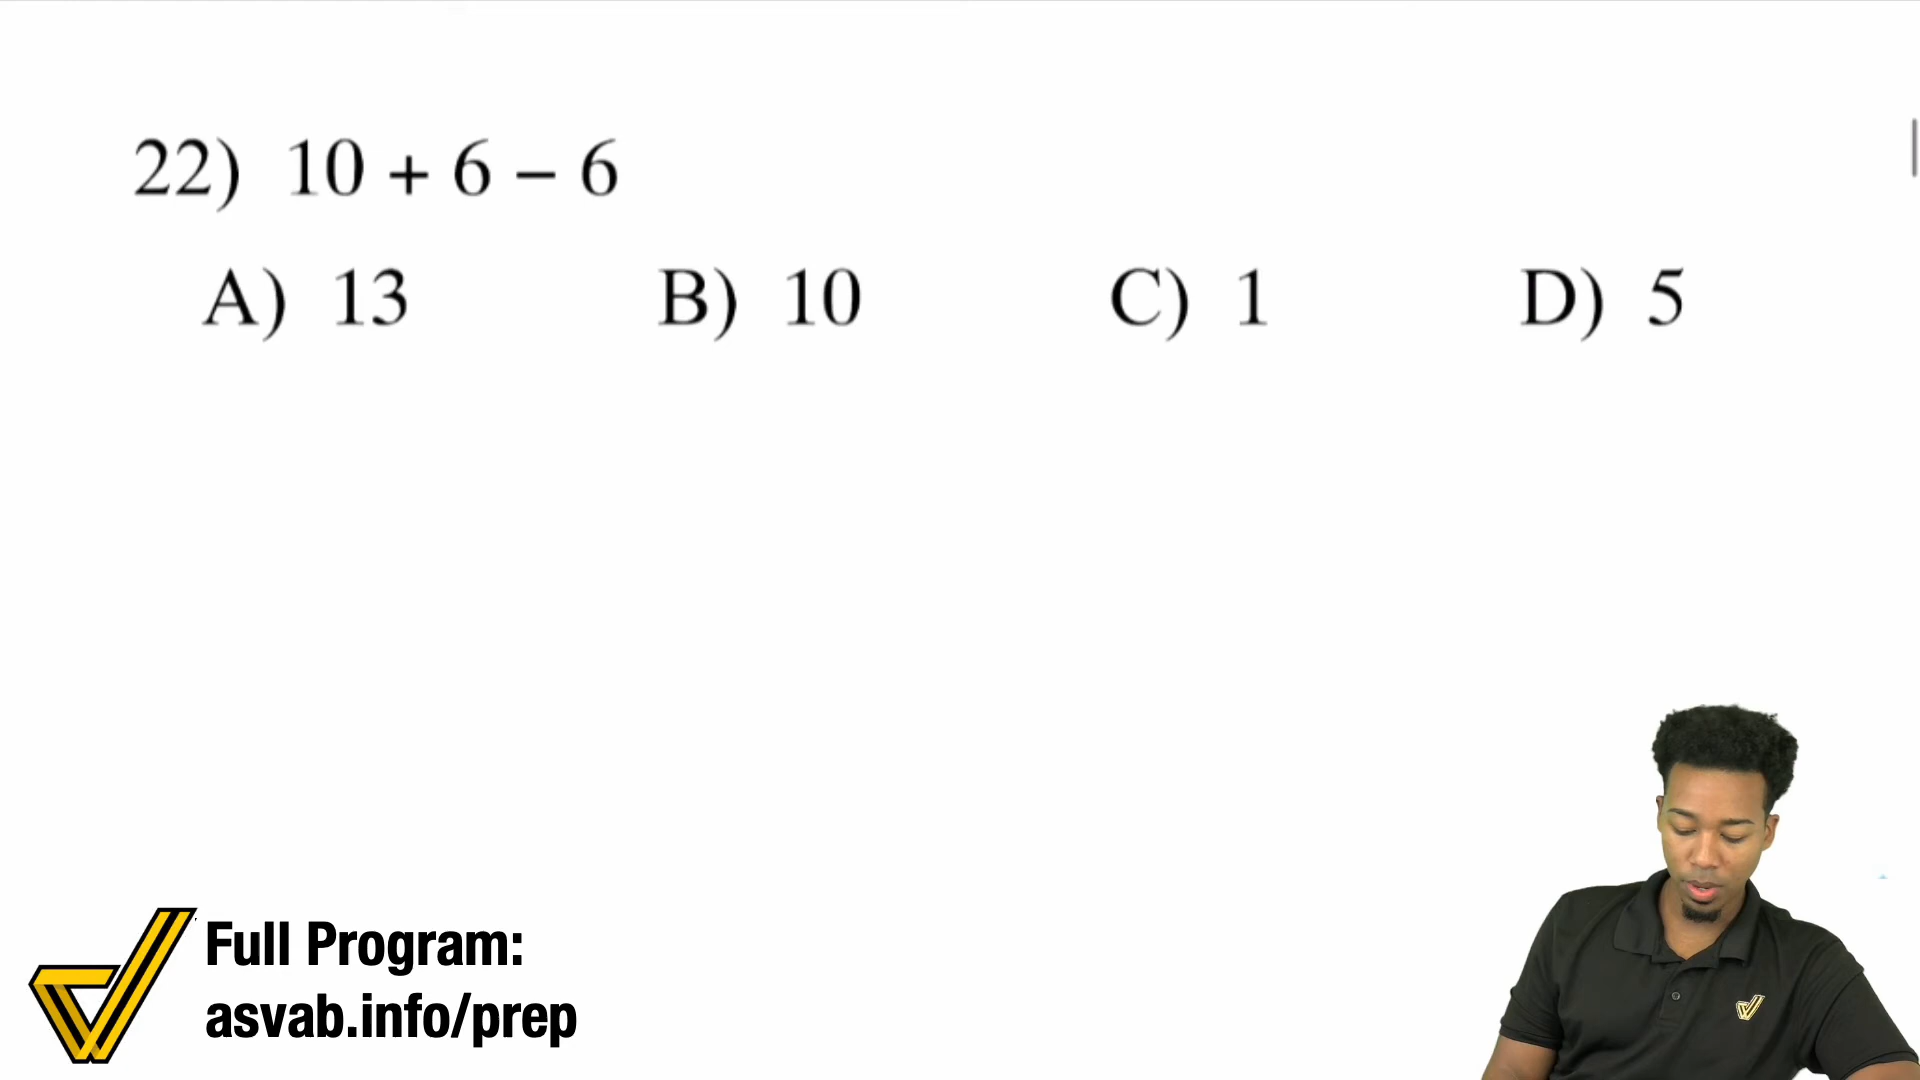 22) 10 + 6 – 6
A) 13 B) 10 C) 1 D) 5
Full Program:
asvab.info/prep